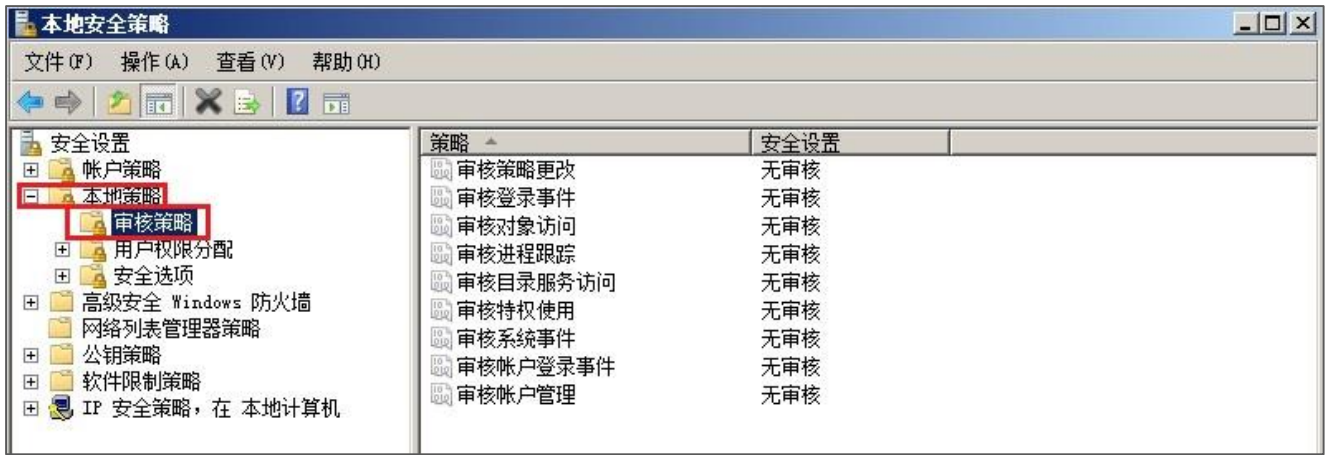 本地安全策略
文件(F) 操作(A) 查看(V) 帮助(H)
安全设置
帐户策略
本地策略
审核策略
用户权限分配
安全选项
高级安全 Windows 防火墙
网络列表管理器策略
公钥策略
软件限制策略
IP 安全策略，在 本地计算机
策略 安全设置
审核策略更改 无审核
审核登录事件 无审核
审核对象访问 无审核
审核进程跟踪 无审核
审核目录服务访问 无审核
审核特权使用 无审核
审核系统事件 无审核
审核帐户登录事件 无审核
审核帐户管理 无审核